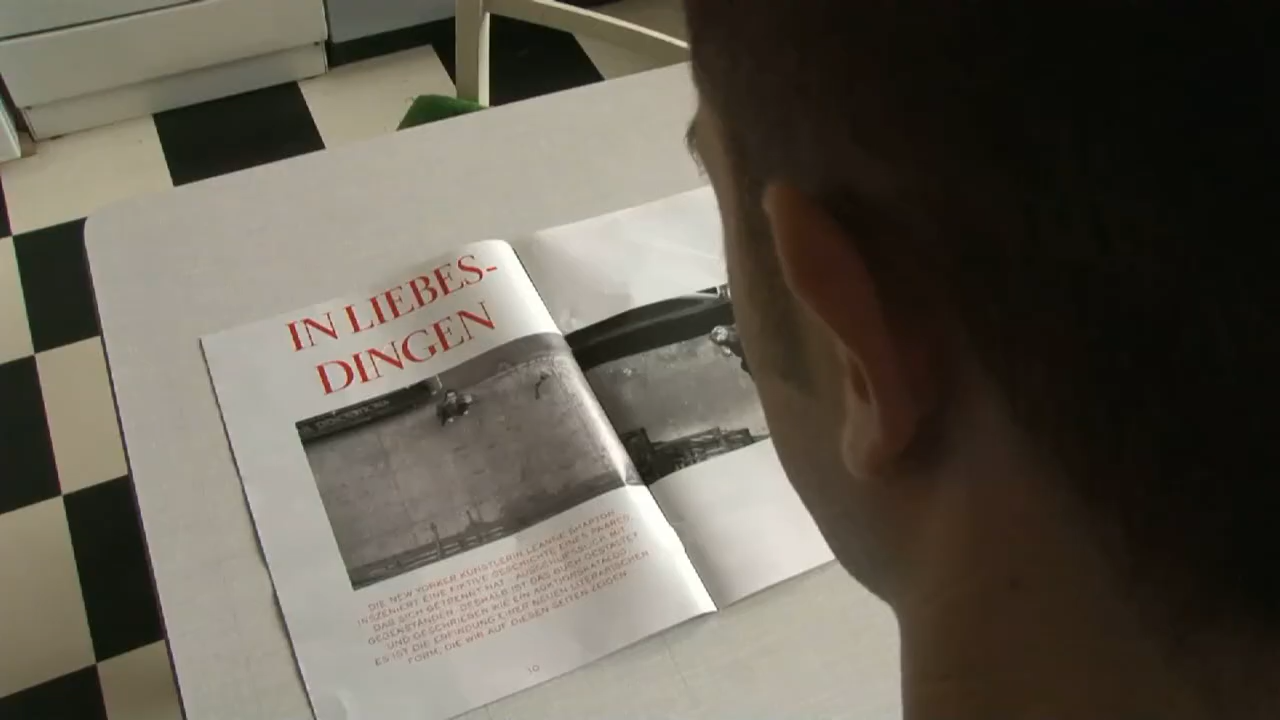 IN LIEBES-
DINGEN
DIE NEW YORKER KÜNSTLERIN LEANNE SHAPTON
INSZENIERT EINE FIKTIVE GESCHICHTE EINES PAARES,
DAS SICH GETRENNT HAT – AUSSCHLIESSLICH MIT
GEGENSTÄNDEN. DESHALB IST DAS BUCH GESTALTET
UND GESCHRIEBEN WIE EIN AUKTIONSKATALOG.
ES IST DIE ERFINDUNG EINER NEUEN LITERARISCHEN
FORM, DIE WIR AUF DIESEN SEITEN ZEIGEN
10